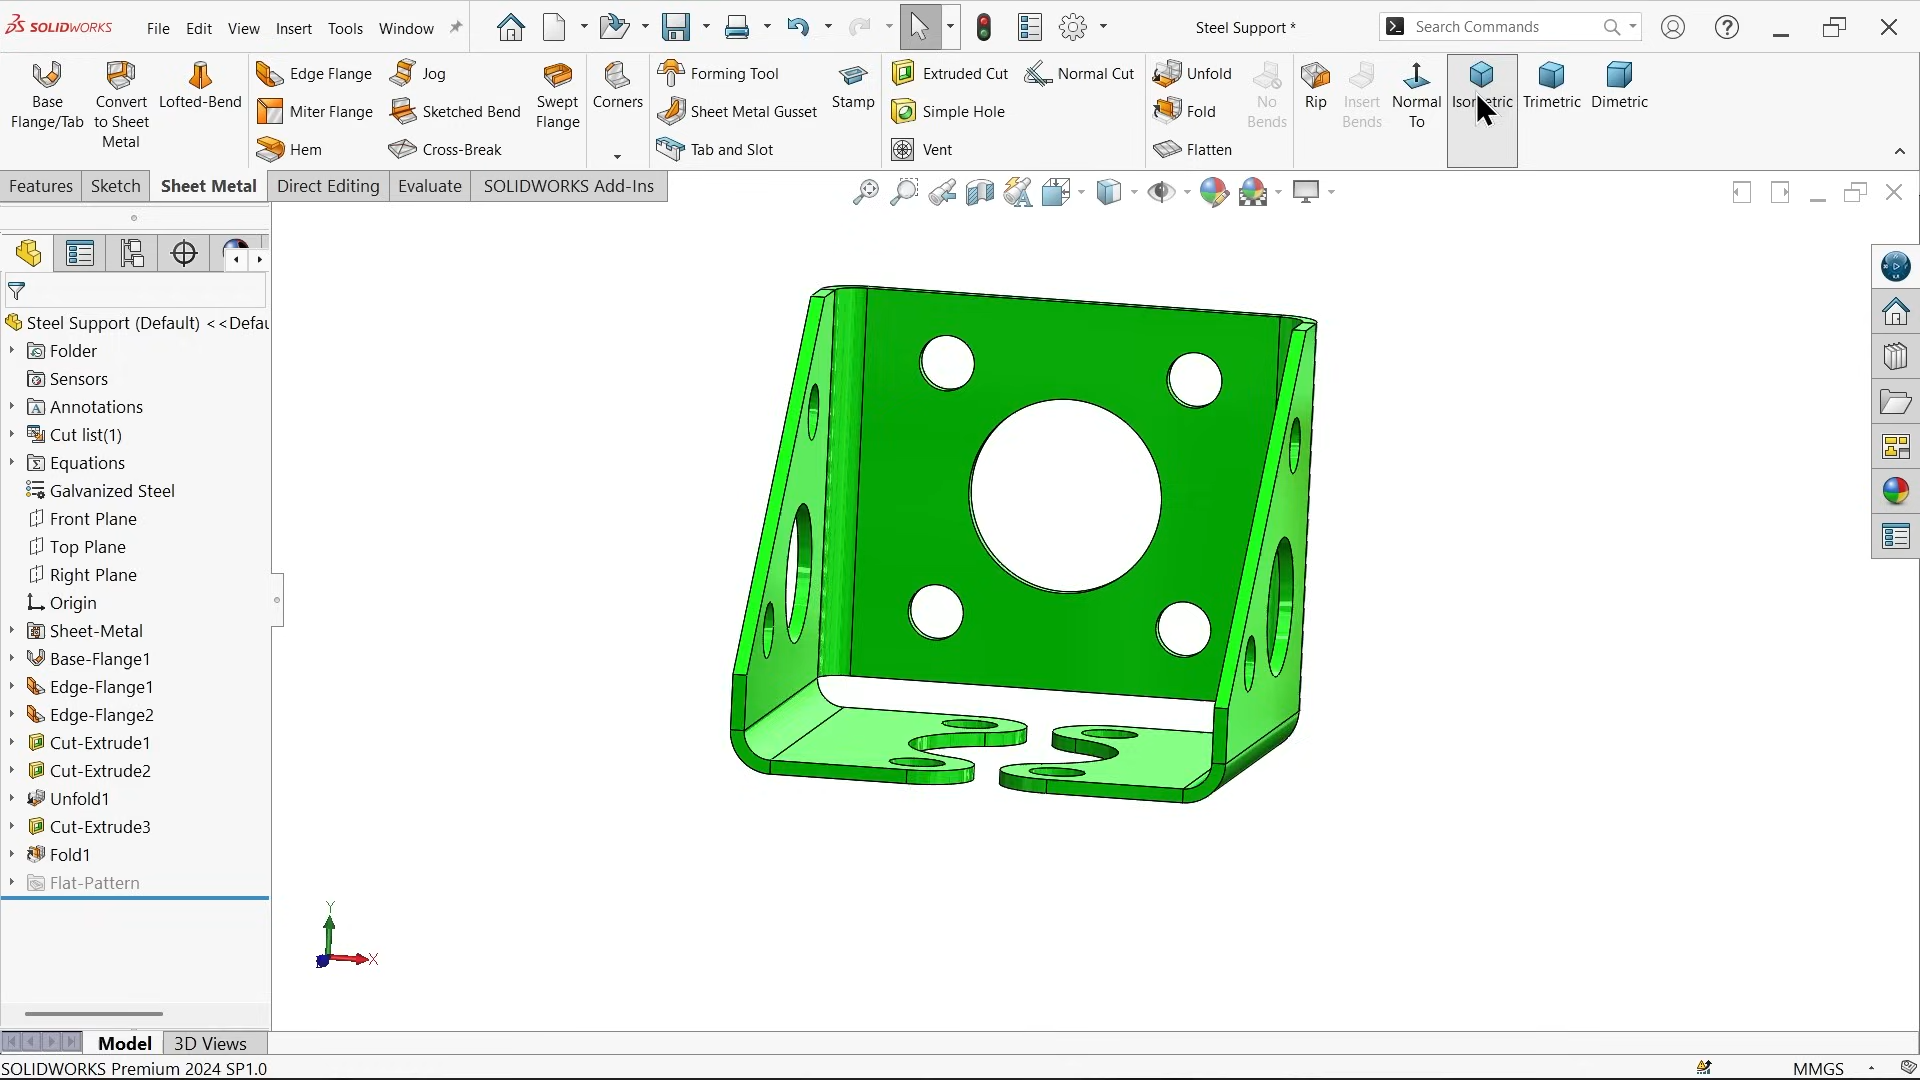 SOLIDWORKS File Edit View Insert Tools Window Steel Support * Search Commands
Base Flange/Tab
Convert to Sheet Metal
Lofted-Bend
Edge Flange
Miter Flange
Hem
Jog
Sketched Bend
Cross-Break
Swept Flange
Corners
Forming Tool
Sheet Metal Gusset
Tab and Slot
Stamp
Extruded Cut
Simple Hole
Vent
Normal Cut
Unfold
Fold
Flatten
No Bends
Rip
Insert Bends
Normal To
Isometric
Trimetric
Dimetric
Features Sketch Sheet Metal Direct Editing Evaluate SOLIDWORKS Add-Ins
Steel Support (Default) <<Defau
Folder
Sensors
Annotations
Cut list(1)
Equations
Galvanized Steel
Front Plane
Top Plane
Right Plane
Origin
Sheet-Metal
Base-Flange1
Edge-Flange1
Edge-Flange2
Cut-Extrude1
Cut-Extrude2
Unfold1
Cut-Extrude3
Fold1
Flat-Pattern
Y
X
Model 3D Views
SOLIDWORKS Premium 2024 SP1.0 MMGS